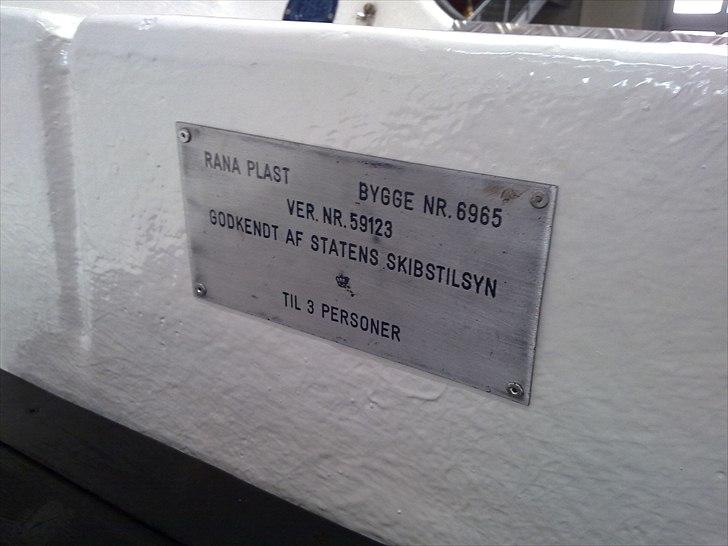 RANA PLAST
BYGGE NR. 6965
VER. NR. 59123
GODKENDT AF STATENS SKIBSTILSYN
TIL 3 PERSONER